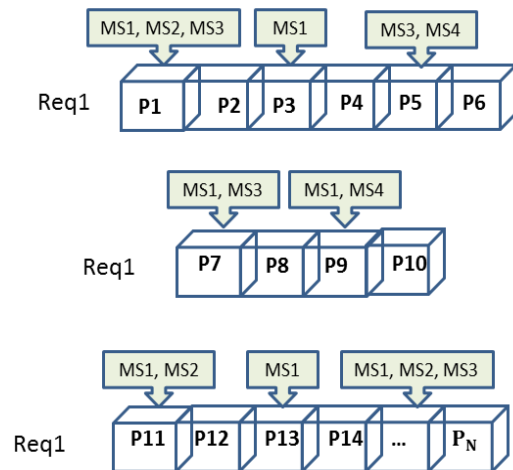 MS1, MS2, MS3 MS1 MS3, MS4
Req1 P1 P2 P3 P4 P5 P6
MS1, MS3 MS1, MS4
Req1 P7 P8 P9 P10
MS1, MS2 MS1 MS1, MS2, MS3
Req1 P11 P12 P13 P14 ... P_N